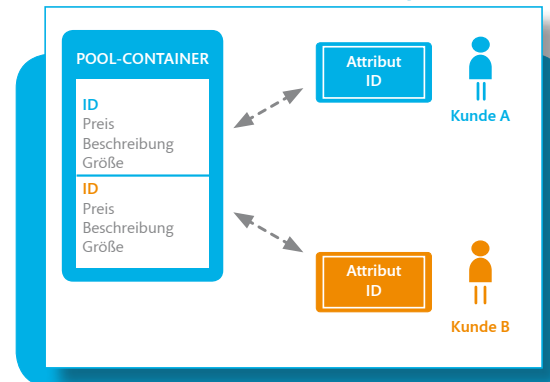 POOL-CONTAINER
ID
Preis
Beschreibung
Größe
ID
Preis
Beschreibung
Größe
Attribut
ID
Kunde A
Attribut
ID
Kunde B